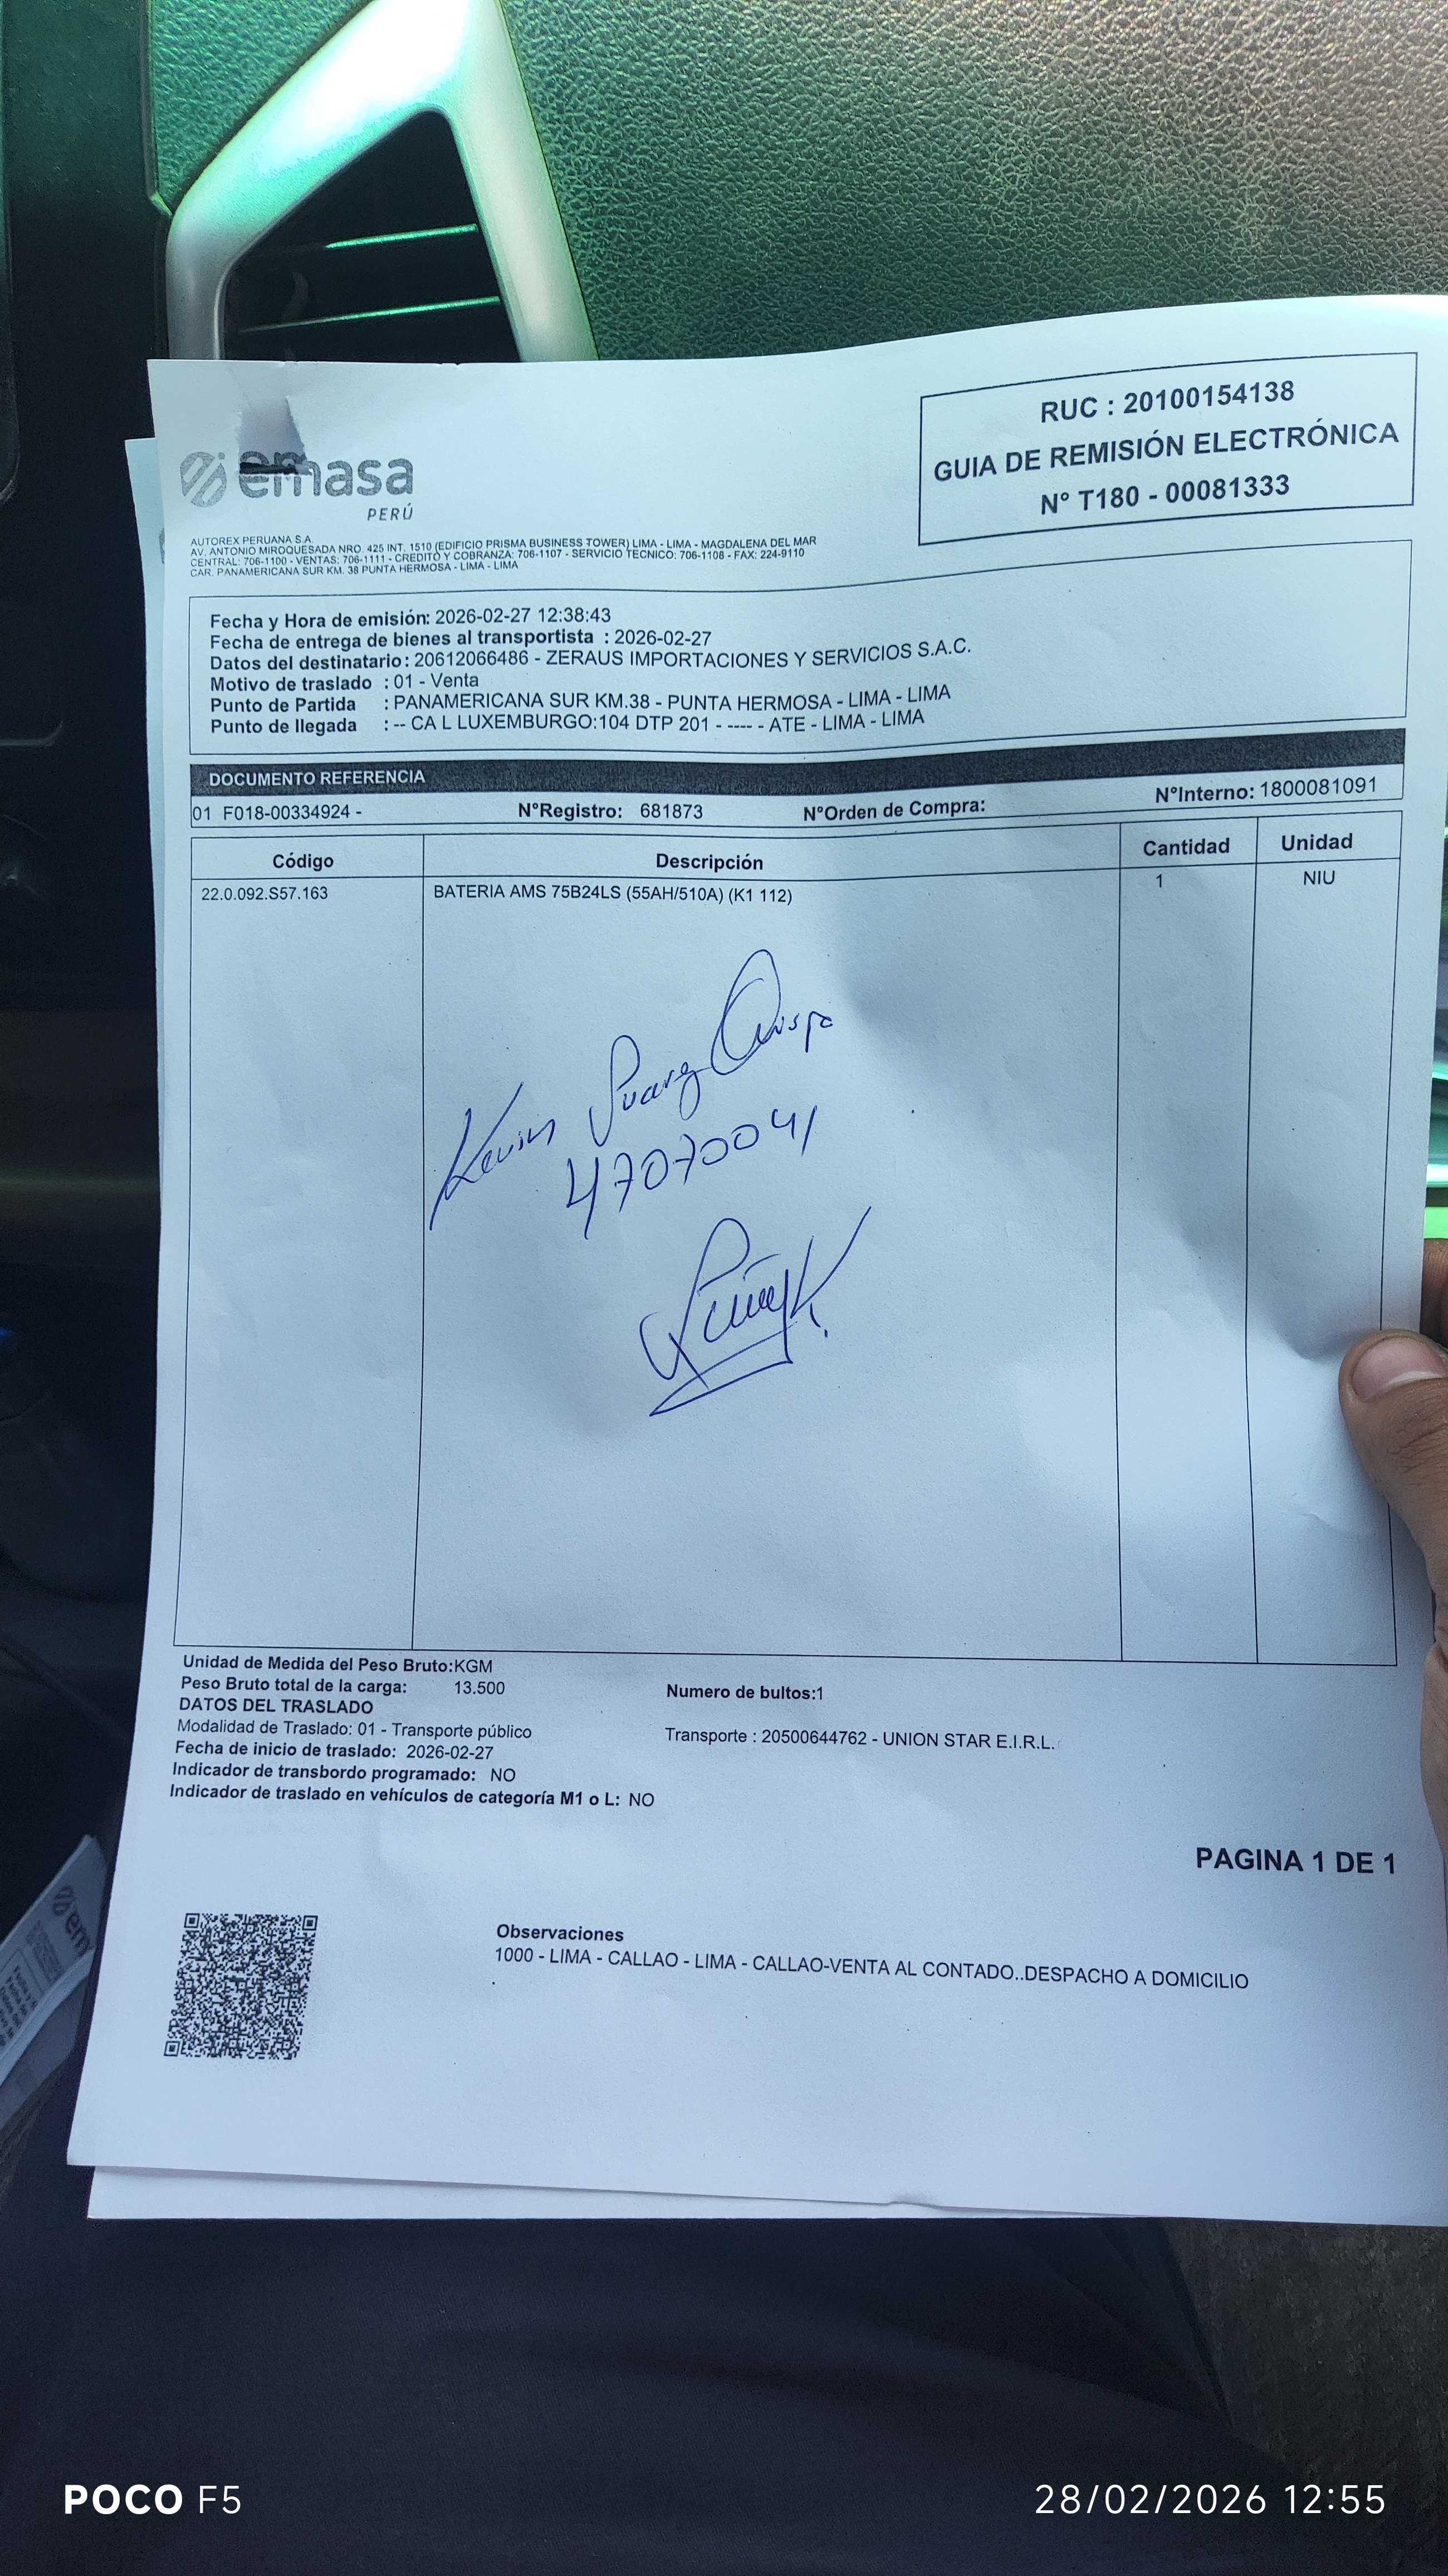 emasa
PERÚ
RUC : 20100154138
GUIA DE REMISIÓN ELECTRÓNICA
N° T180 - 00081333
AUTOREX PERUANA S.A.
AV. ANTONIO MIROQUESADA NRO. 425 INT. 1510 (EDIFICIO PRISMA BUSINESS TOWER) LIMA - LIMA - MAGDALENA DEL MAR
CENTRAL: 706-1100 - VENTAS: 706-1111 - CREDITO Y COBRANZA: 706-1107 - SERVICIO TECNICO: 706-1108 - FAX: 224-9110
CAR. PANAMERICANA SUR KM. 38 PUNTA HERMOSA - LIMA - LIMA
Fecha y Hora de emisión: 2026-02-27 12:38:43
Fecha de entrega de bienes al transportista : 2026-02-27
Datos del destinatario: 20612066486 - ZERAUS IMPORTACIONES Y SERVICIOS S.A.C.
Motivo de traslado : 01 - Venta
Punto de Partida : PANAMERICANA SUR KM.38 - PUNTA HERMOSA - LIMA - LIMA
Punto de llegada : -- CA L LUXEMBURGO:104 DTP 201 - ---- - ATE - LIMA - LIMA
DOCUMENTO REFERENCIA
01 F018-00334924 - N°Registro: 681873 N°Orden de Compra: N°Interno: 1800081091
Código Descripción Cantidad Unidad
22.0.092.S57.163 BATERIA AMS 75B24LS (55AH/510A) (K1 112) 1 NIU
Kevin Suarez Quispe
47070041
Unidad de Medida del Peso Bruto:KGM
Peso Bruto total de la carga: 13.500 Numero de bultos:1
DATOS DEL TRASLADO
Modalidad de Traslado: 01 - Transporte público Transporte : 20500644762 - UNION STAR E.I.R.L.
Fecha de inicio de traslado: 2026-02-27
Indicador de transbordo programado: NO
Indicador de traslado en vehículos de categoría M1 o L: NO
PAGINA 1 DE 1
Observaciones
1000 - LIMA - CALLAO - LIMA - CALLAO-VENTA AL CONTADO..DESPACHO A DOMICILIO
POCO F5
28/02/2026 12:55